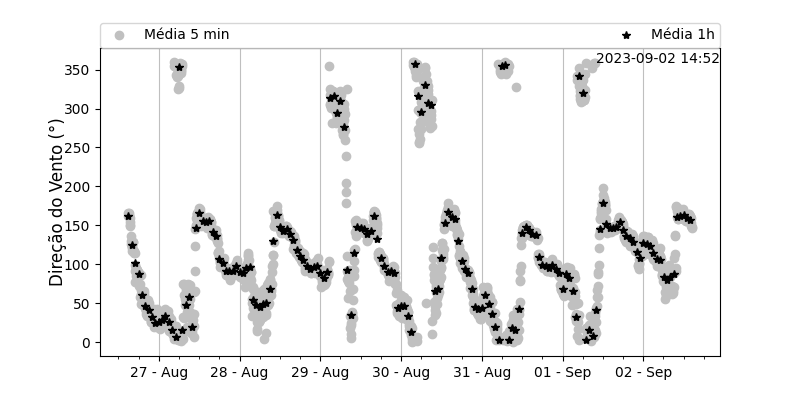 Média 5 min
Média 1h
2023-09-02 14:52
Direção do Vento (°)
350
300
250
200
150
100
50
0
27 - Aug
28 - Aug
29 - Aug
30 - Aug
31 - Aug
01 - Sep
02 - Sep